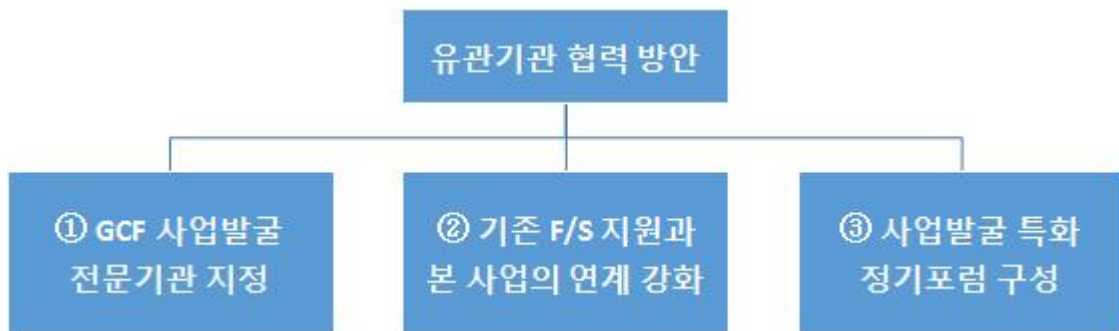 유관기관 협력 방안
① GCF 사업발굴
전문기관 지정
② 기존 F/S 지원과
본 사업의 연계 강화
③ 사업발굴 특화
정기포럼 구성